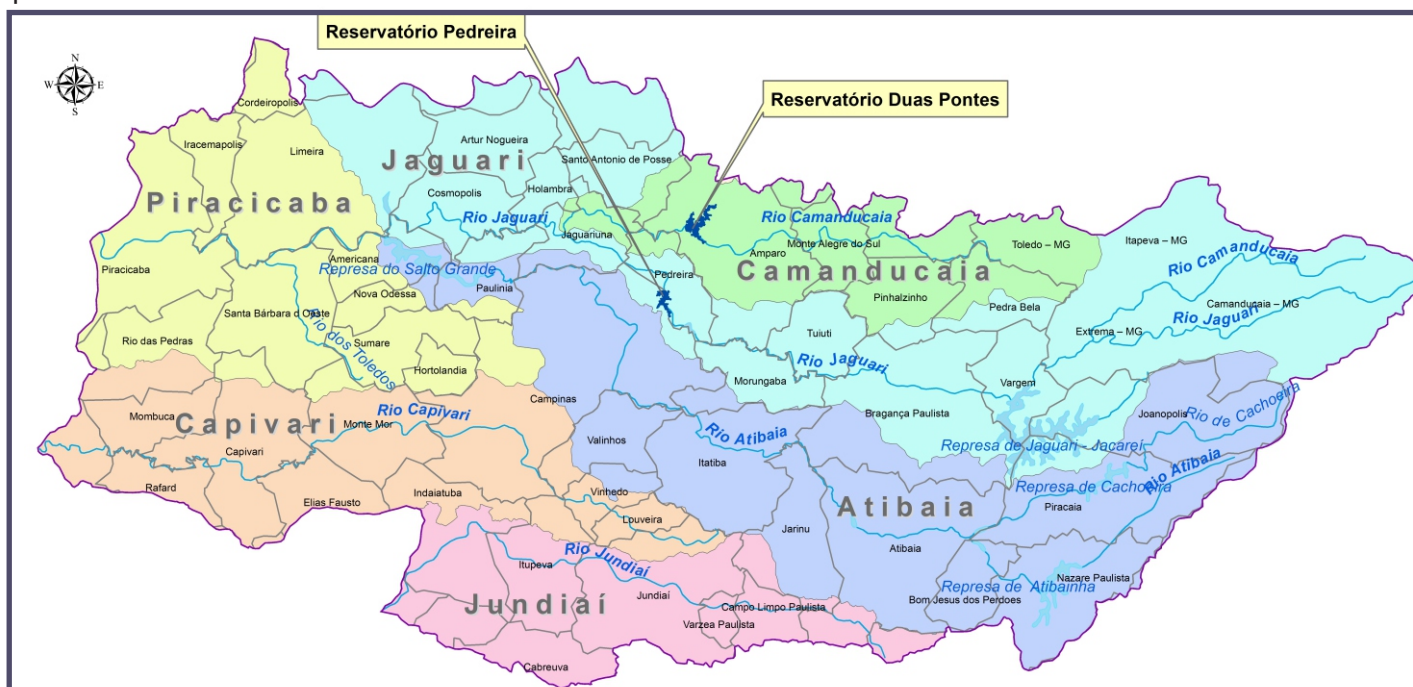 Reservatório Pedreira
N
W
E
S
Reservatório Duas Pontes
Cordeiropolis
Iracemapolis
Limeira
Artur Nogueira
Jaguari
Santo Antonio de Posse
Cosmopolis
Holambra
Piracicaba
Rio Jaguari
Rio Camanducaia
Jaguariuna
Monte Alegre do Sul
Amparo
Toledo – MG
Itapeva – MG
Rio Camanducaia
Americana
Piracicaba
Represa do Salto Grande
Paulinia
Pedreira
Camanducaia
Nova Odessa
Pinhalzinho
Pedra Bela
Camanducaia – MG
Rio Jaguari
Santa Bárbara d Oeste
Rio dos Toledos
Extrema – MG
Rio das Pedras
Sumare
Tuiuti
Hortolandia
Rio Jaguari
Morungaba
Vargem
Campinas
Mombuca
Capivari
Rio Capivari
Monte Mor
Bragança Paulista
Joanopolis
Rio de Cachoeira
Valinhos
Rio Atibaia
Represa de Jaguari - Jacareí
Capivari
Itatiba
Rio Atibaia
Rafard
Elias Fausto
Indaiatuba
Vinhedo
Represa de Cachoeira
Louveira
Atibaia
Piracaia
Jarinu
Rio Jundiaí
Atibaia
Itupeva
Nazare Paulista
Represa de Atibainha
Jundiaí
Jundiaí
Campo Limpo Paulista
Bom Jesus dos Perdoes
Varzea Paulista
Cabreuva